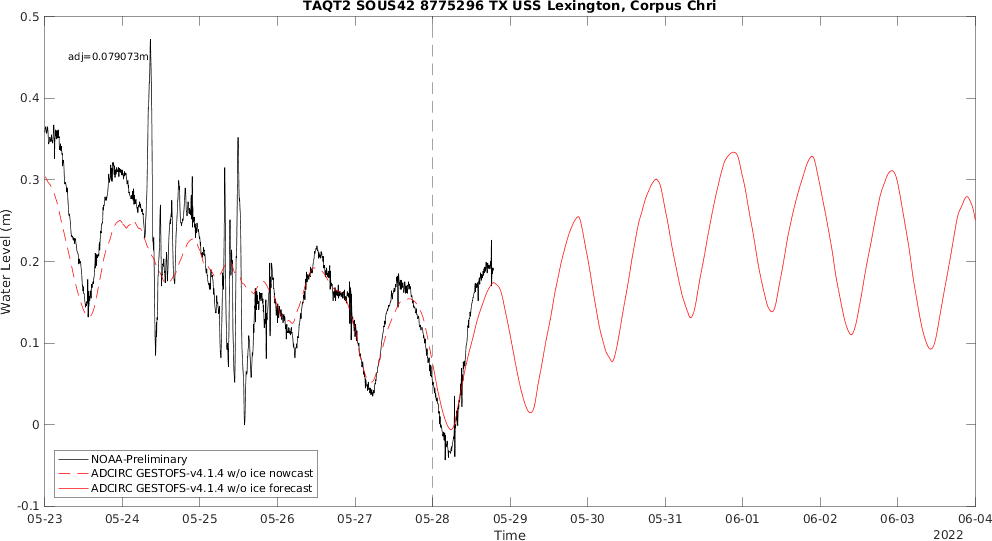 TAQT2 SOUS42 8775296 TX USS Lexington, Corpus Chri
adj=0.079073m
0.5
0.4
0.3
0.2
0.1
0
-0.1
Water Level (m)
NOAA-Preliminary
ADCIRC GESTOFS-v4.1.4 w/o ice nowcast
ADCIRC GESTOFS-v4.1.4 w/o ice forecast
05-23 05-24 05-25 05-26 05-27 05-28 05-29 05-30 05-31 06-01 06-02 06-03 06-04
Time
2022